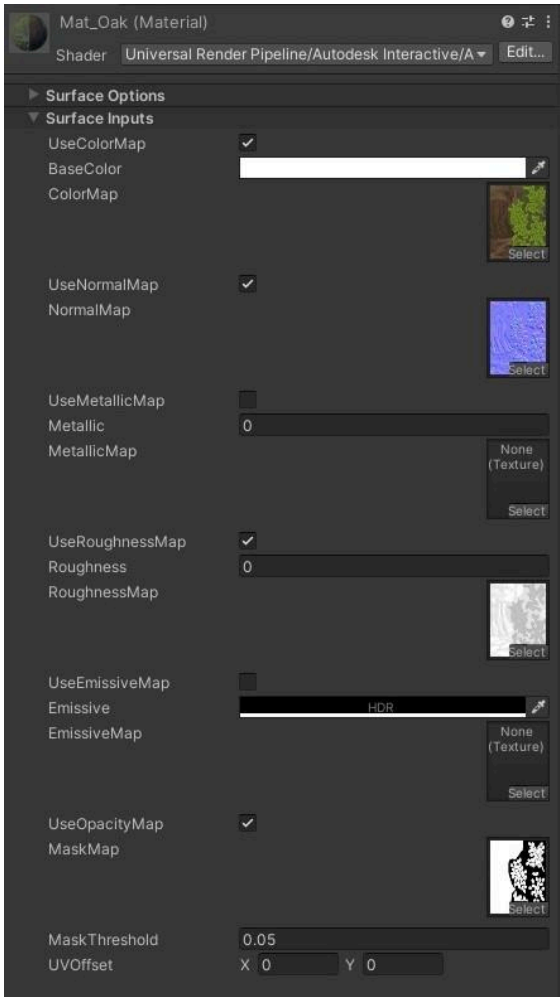 Mat_Oak (Material)
Shader Universal Render Pipeline/Autodesk Interactive/A Edit...
Surface Options
Surface Inputs
UseColorMap
BaseColor
ColorMap
Select
UseNormalMap
NormalMap
Select
UseMetallicMap
Metallic 0
MetallicMap None
(Texture)
Select
UseRoughnessMap
Roughness 0
RoughnessMap
Select
UseEmissiveMap
Emissive HDR
EmissiveMap None
(Texture)
Select
UseOpacityMap
MaskMap
Select
MaskThreshold 0.05
UVOffset X 0 Y 0